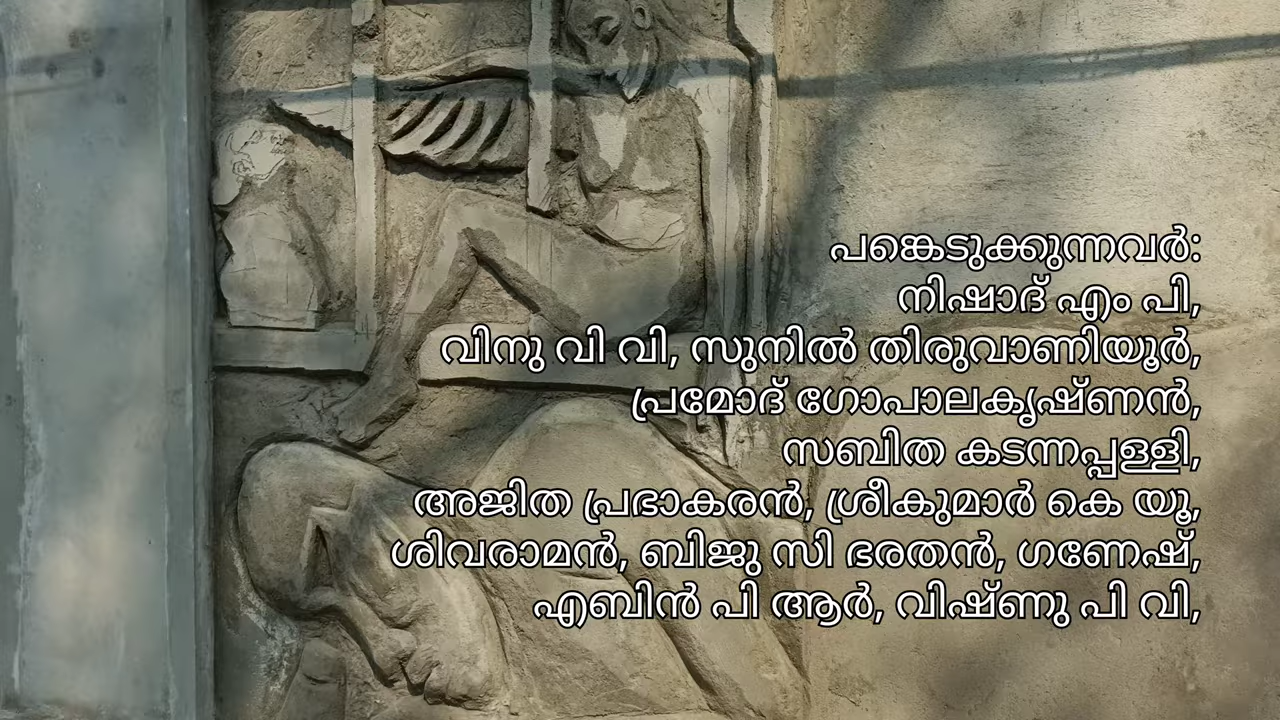 പങ്കെടുക്കുന്നവർ:
നിഷാദ് എം പി,
വിനു വി വി, സുനിൽ തിരുവാണിയൂർ,
പ്രമോദ് ഗോപാലകൃഷ്ണൻ,
സബിത കടന്നപ്പള്ളി,
അജിത പ്രഭാകരൻ, ശ്രീകുമാർ കെ യൂ,
ശിവരാമൻ, ബിജു സി ഭരതൻ, ഗണേഷ്,
എബിൻ പി ആർ, വിഷ്ണു പി വി,